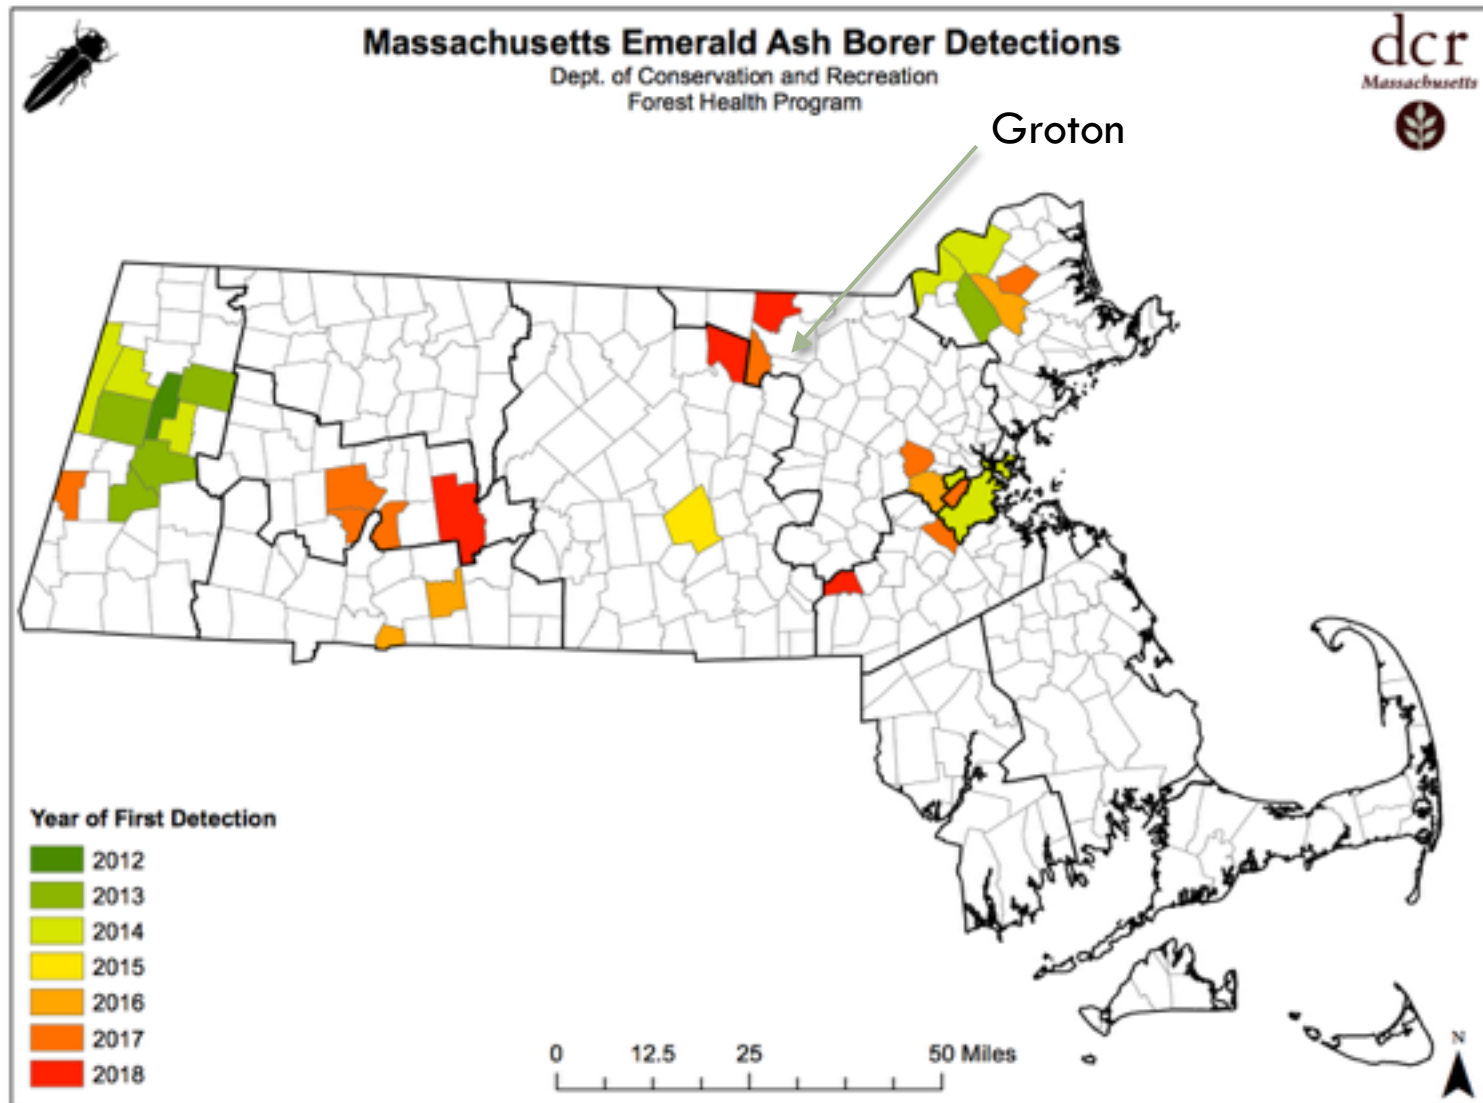 Massachusetts Emerald Ash Borer Detections
Dept. of Conservation and Recreation
Forest Health Program
dcr
Massachusetts
Groton
Year of First Detection
2012
2013
2014
2015
2016
2017
2018
0 12.5 25 50 Miles
N